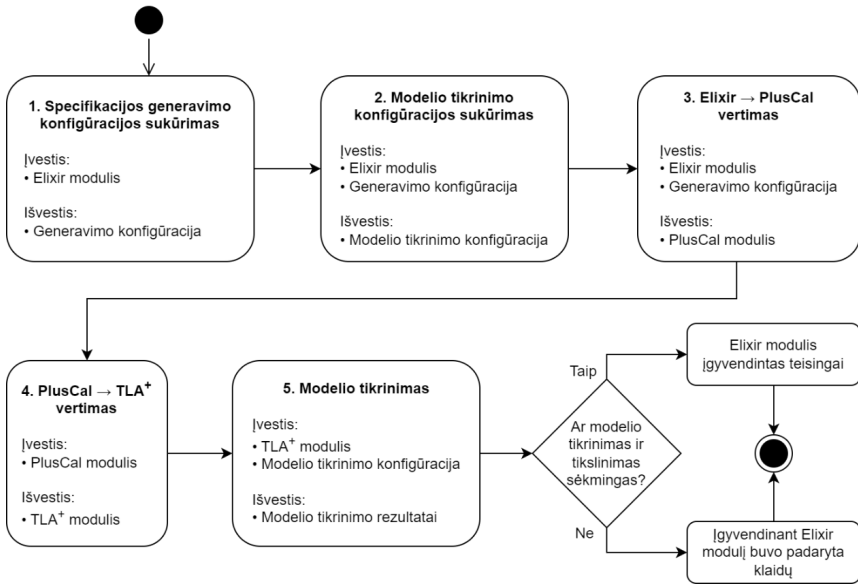 1. Specifikacijos generavimo
konfigūracijos sukūrimas
Įvestis:
• Elixir modulis
Išvestis:
• Generavimo konfigūracija
2. Modelio tikrinimo
konfigūracijos sukūrimas
Įvestis:
• Elixir modulis
• Generavimo konfigūracija
Išvestis:
• Modelio tikrinimo konfigūracija
3. Elixir → PlusCal
vertimas
Įvestis:
• Elixir modulis
• Generavimo konfigūracija
Išvestis:
• PlusCal modulis
4. PlusCal → TLA⁺
vertimas
Įvestis:
• PlusCal modulis
Išvestis:
• TLA⁺ modulis
5. Modelio tikrinimas
Įvestis:
• TLA⁺ modulis
• Modelio tikrinimo konfigūracija
Išvestis:
• Modelio tikrinimo rezultatai
Ar modelio
tikrinimas ir
tikslinimas
sėkmingas?
Taip
Elixir modulis
įgyvendintas teisingai
Ne
Įgyvendinant Elixir
modulį buvo padaryta
klaidų